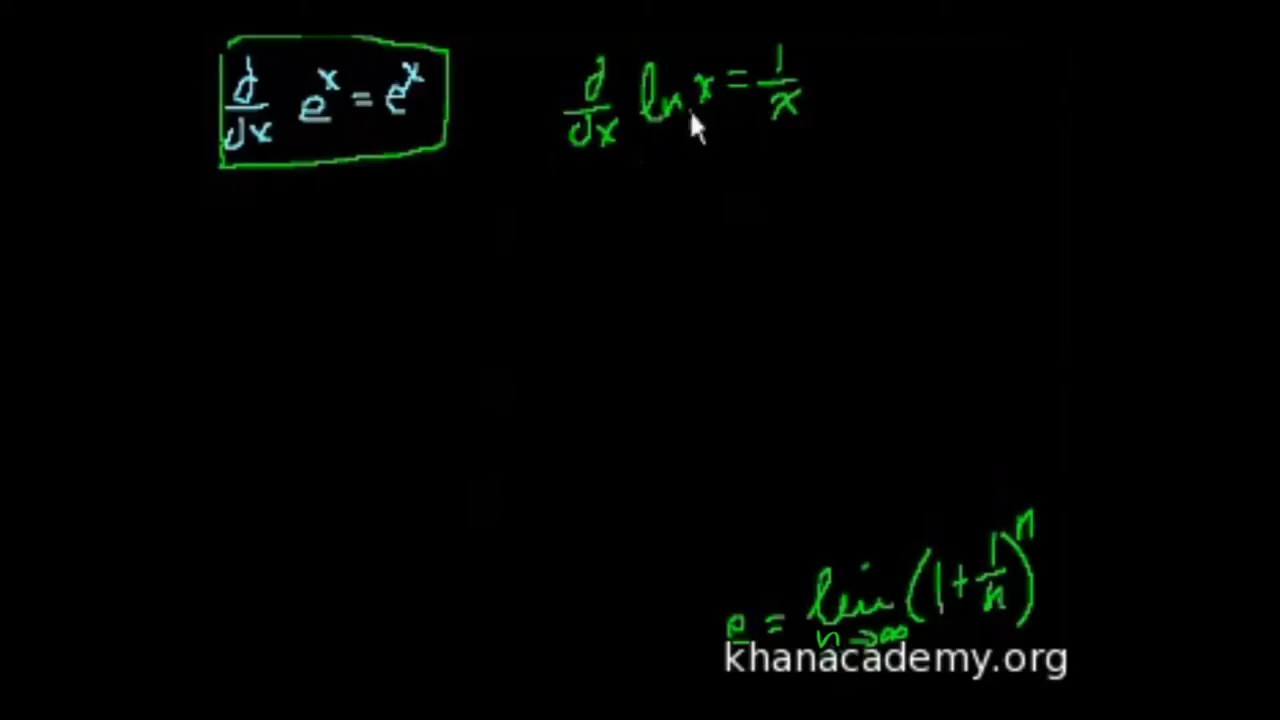 d/dx e^x = e^x
d/dx ln x = 1/x
e = lim n→∞ (1 + 1/n)^n
khanacademy.org